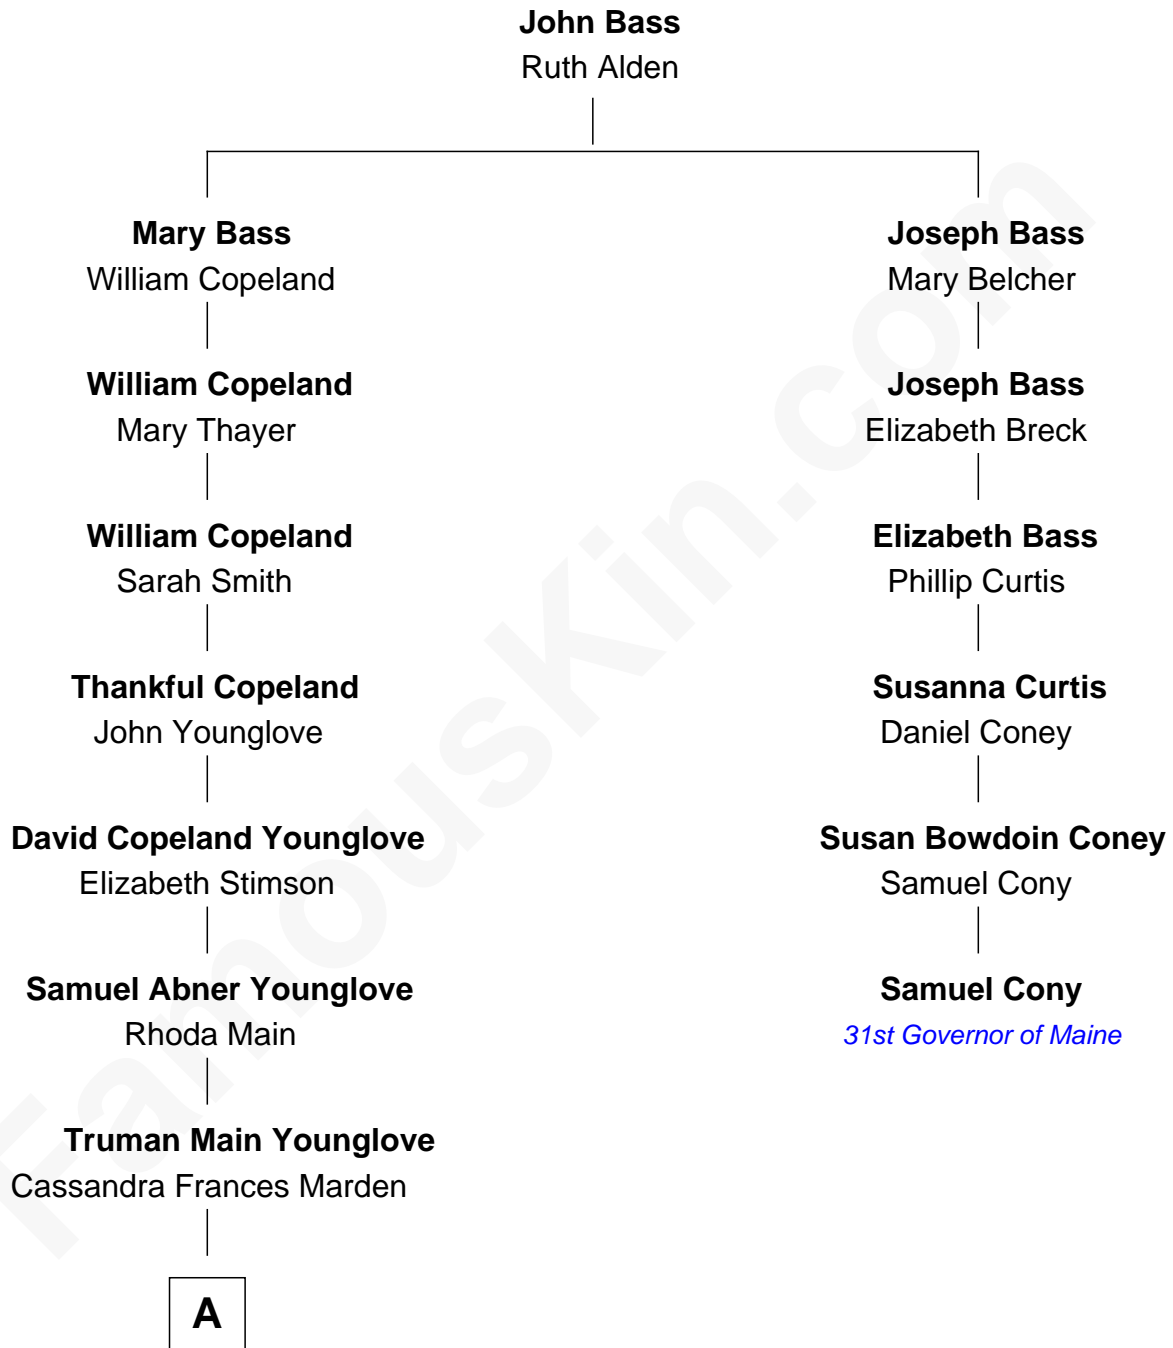 John Bass
Ruth Alden
Mary Bass
William Copeland
Joseph Bass
Mary Belcher
William Copeland
Mary Thayer
Joseph Bass
Elizabeth Breck
William Copeland
Sarah Smith
Elizabeth Bass
Phillip Curtis
Thankful Copeland
John Younglove
Susanna Curtis
Daniel Coney
David Copeland Younglove
Elizabeth Stimson
Susan Bowdoin Coney
Samuel Cony
Samuel Abner Younglove
Rhoda Main
Samuel Cony
31st Governor of Maine
Truman Main Younglove
Cassandra Frances Marden
A
FamousKin.com